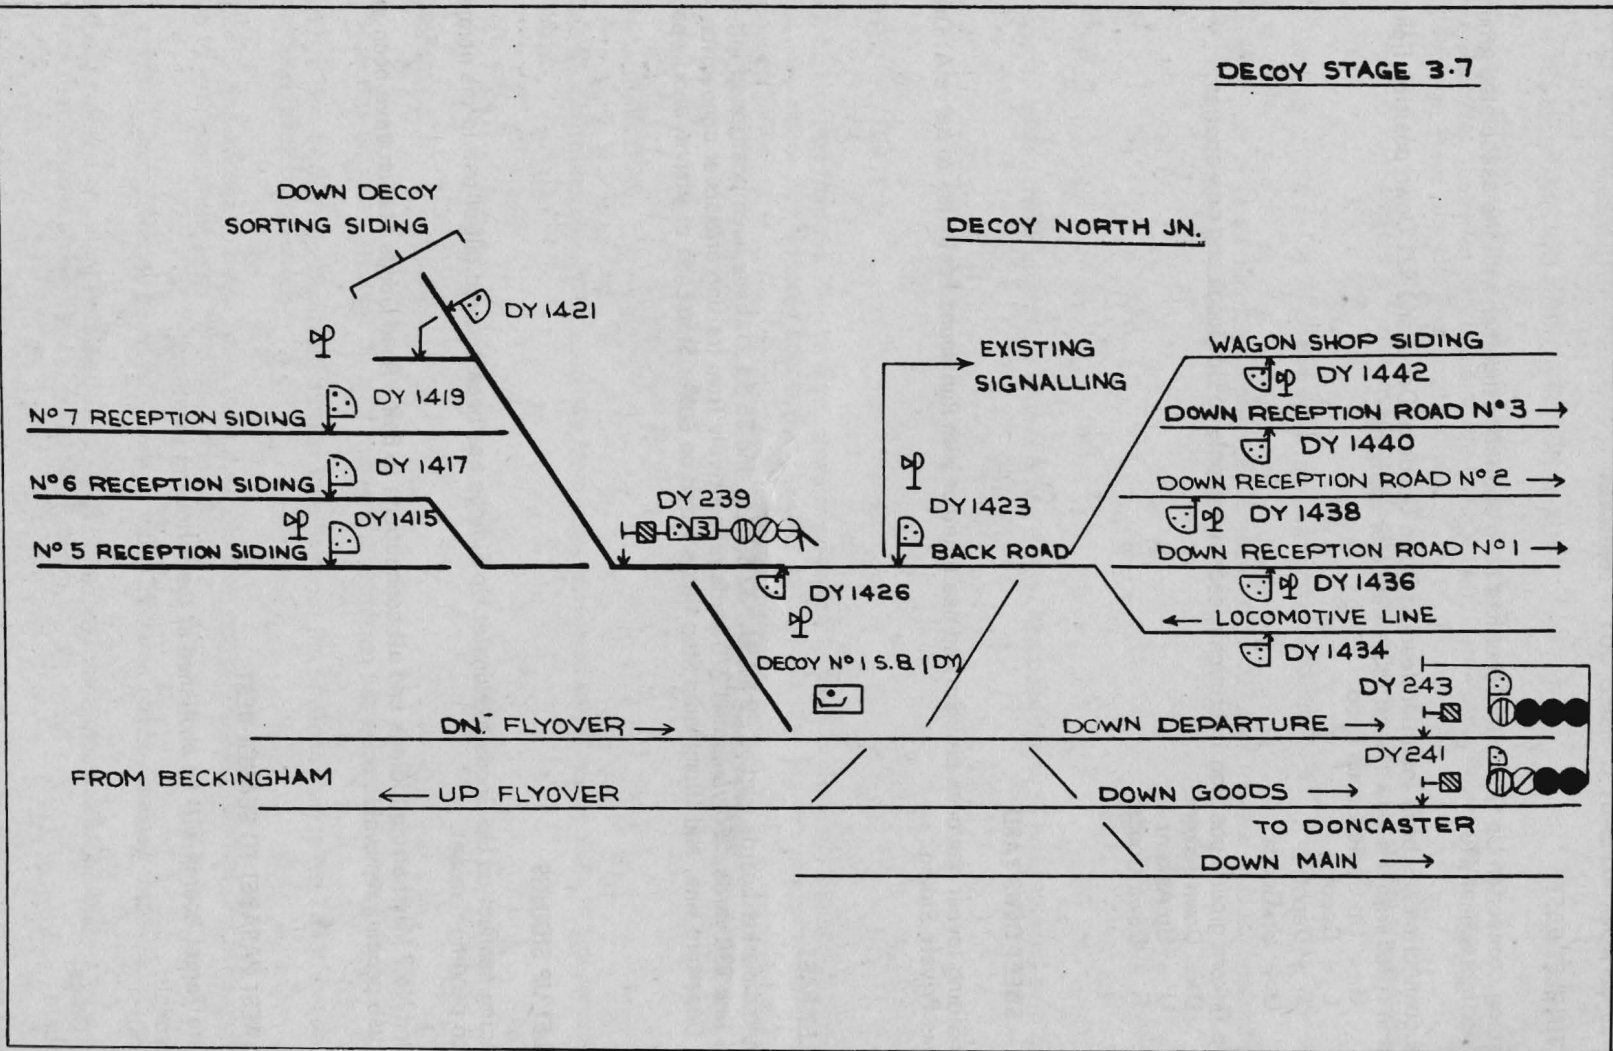 DECOY STAGE 3·7
DOWN DECOY
SORTING SIDING
DECOY NORTH JN.
DY 1421
EXISTING
SIGNALLING
WAGON SHOP SIDING
DY 1442
DY 1419
Nº 7 RECEPTION SIDING
DOWN RECEPTION ROAD Nº 3
DY 1440
DY 1417
Nº 6 RECEPTION SIDING
DOWN RECEPTION ROAD Nº 2
DY 239
3
DY 1423
DY 1438
DY 1415
Nº 5 RECEPTION SIDING
BACK ROAD
DOWN RECEPTION ROAD Nº 1
DY 1426
DY 1436
LOCOMOTIVE LINE
DECOY Nº 1 S.B. (DY)
DY 1434
DY 243
DN. FLYOVER
DOWN DEPARTURE
DY 241
FROM BECKINGHAM
UP FLYOVER
DOWN GOODS
TO DONCASTER
DOWN MAIN